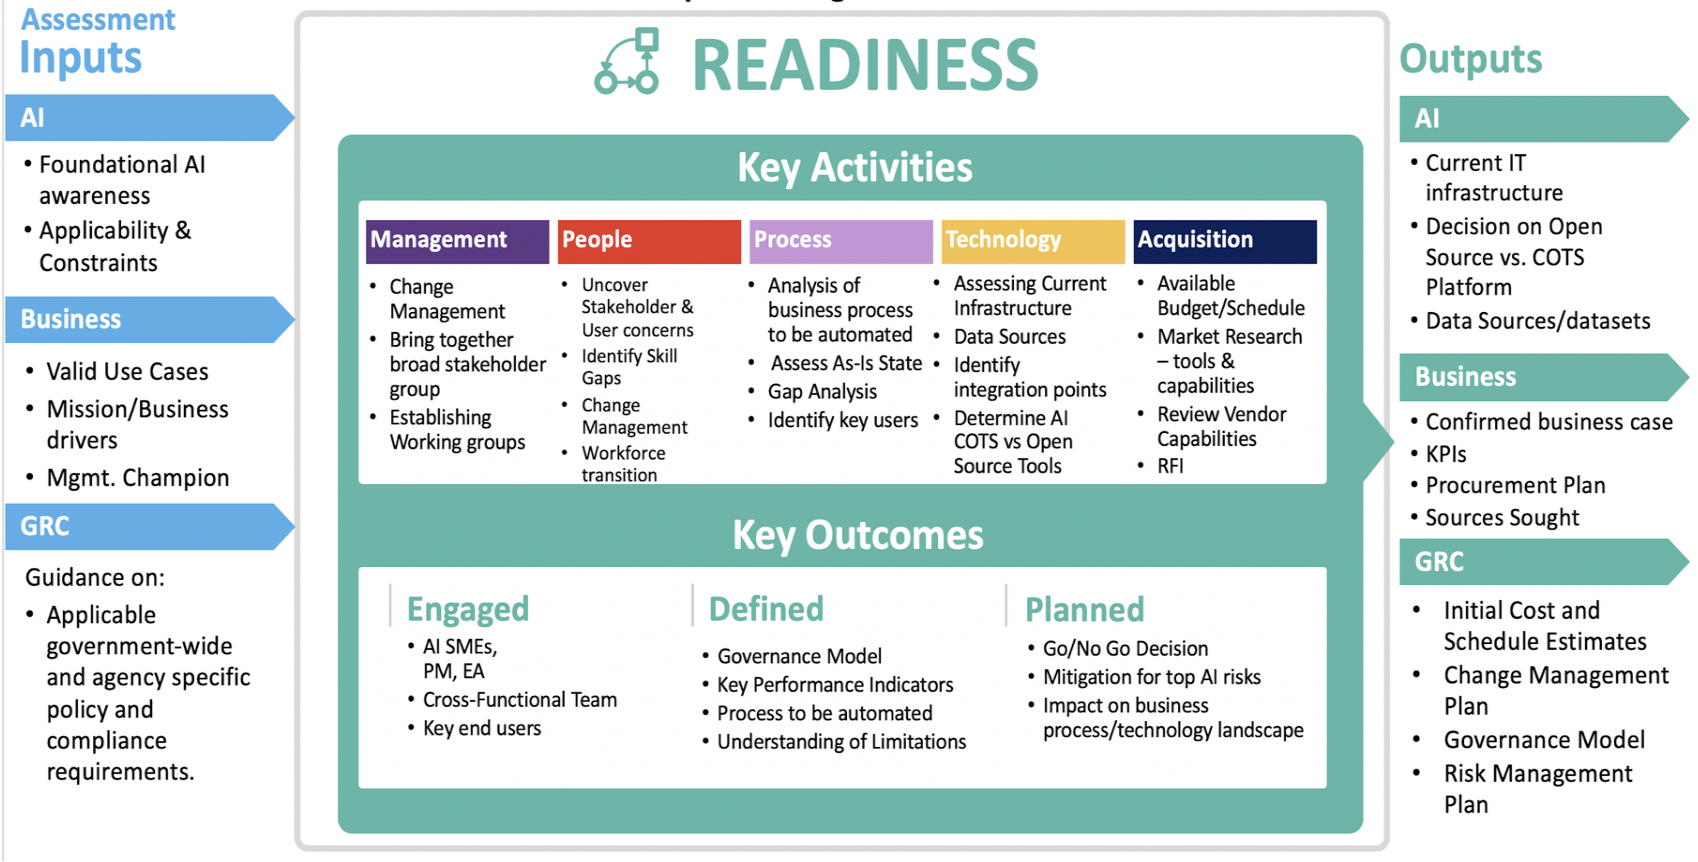 Assessment
Inputs
AI
• Foundational AI
awareness
• Applicability &
Constraints
Business
• Valid Use Cases
• Mission/Business
drivers
• Mgmt. Champion
GRC
Guidance on:
• Applicable
government-wide
and agency specific
policy and
compliance
requirements.
READINESS
Key Activities
Management
• Change
Management
• Bring together
broad stakeholder
group
• Establishing
Working groups
People
• Uncover
Stakeholder &
User concerns
• Identify Skill
Gaps
• Change
Management
• Workforce
transition
Process
• Analysis of
business process
to be automated
• Assess As-Is State
• Gap Analysis
• Identify key users
Technology
• Assessing Current
Infrastructure
• Data Sources
• Identify
integration points
• Determine AI
COTS vs Open
Source Tools
Acquisition
• Available
Budget/Schedule
• Market Research
– tools &
capabilities
• Review Vendor
Capabilities
• RFI
Key Outcomes
Engaged
• AI SMEs,
PM, EA
• Cross-Functional Team
• Key end users
Defined
• Governance Model
• Key Performance Indicators
• Process to be automated
• Understanding of Limitations
Planned
• Go/No Go Decision
• Mitigation for top AI risks
• Impact on business
process/technology landscape
Outputs
AI
• Current IT
infrastructure
• Decision on Open
Source vs. COTS
Platform
• Data Sources/datasets
Business
• Confirmed business case
• KPIs
• Procurement Plan
• Sources Sought
GRC
• Initial Cost and
Schedule Estimates
• Change Management
Plan
• Governance Model
• Risk Management
Plan